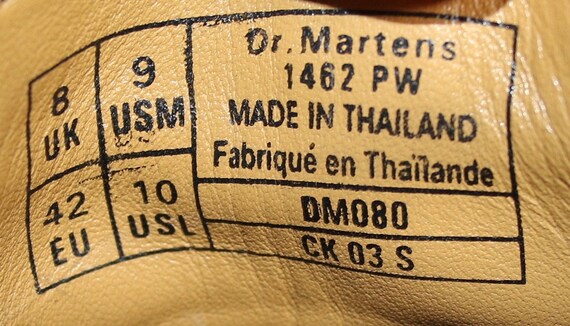 8
UK
9
USM
42
EU
10
USL
Dr. Martens
1462 PW
MADE IN THAILAND
Fabriqué en Thaïlande
DM080
CK 03 S